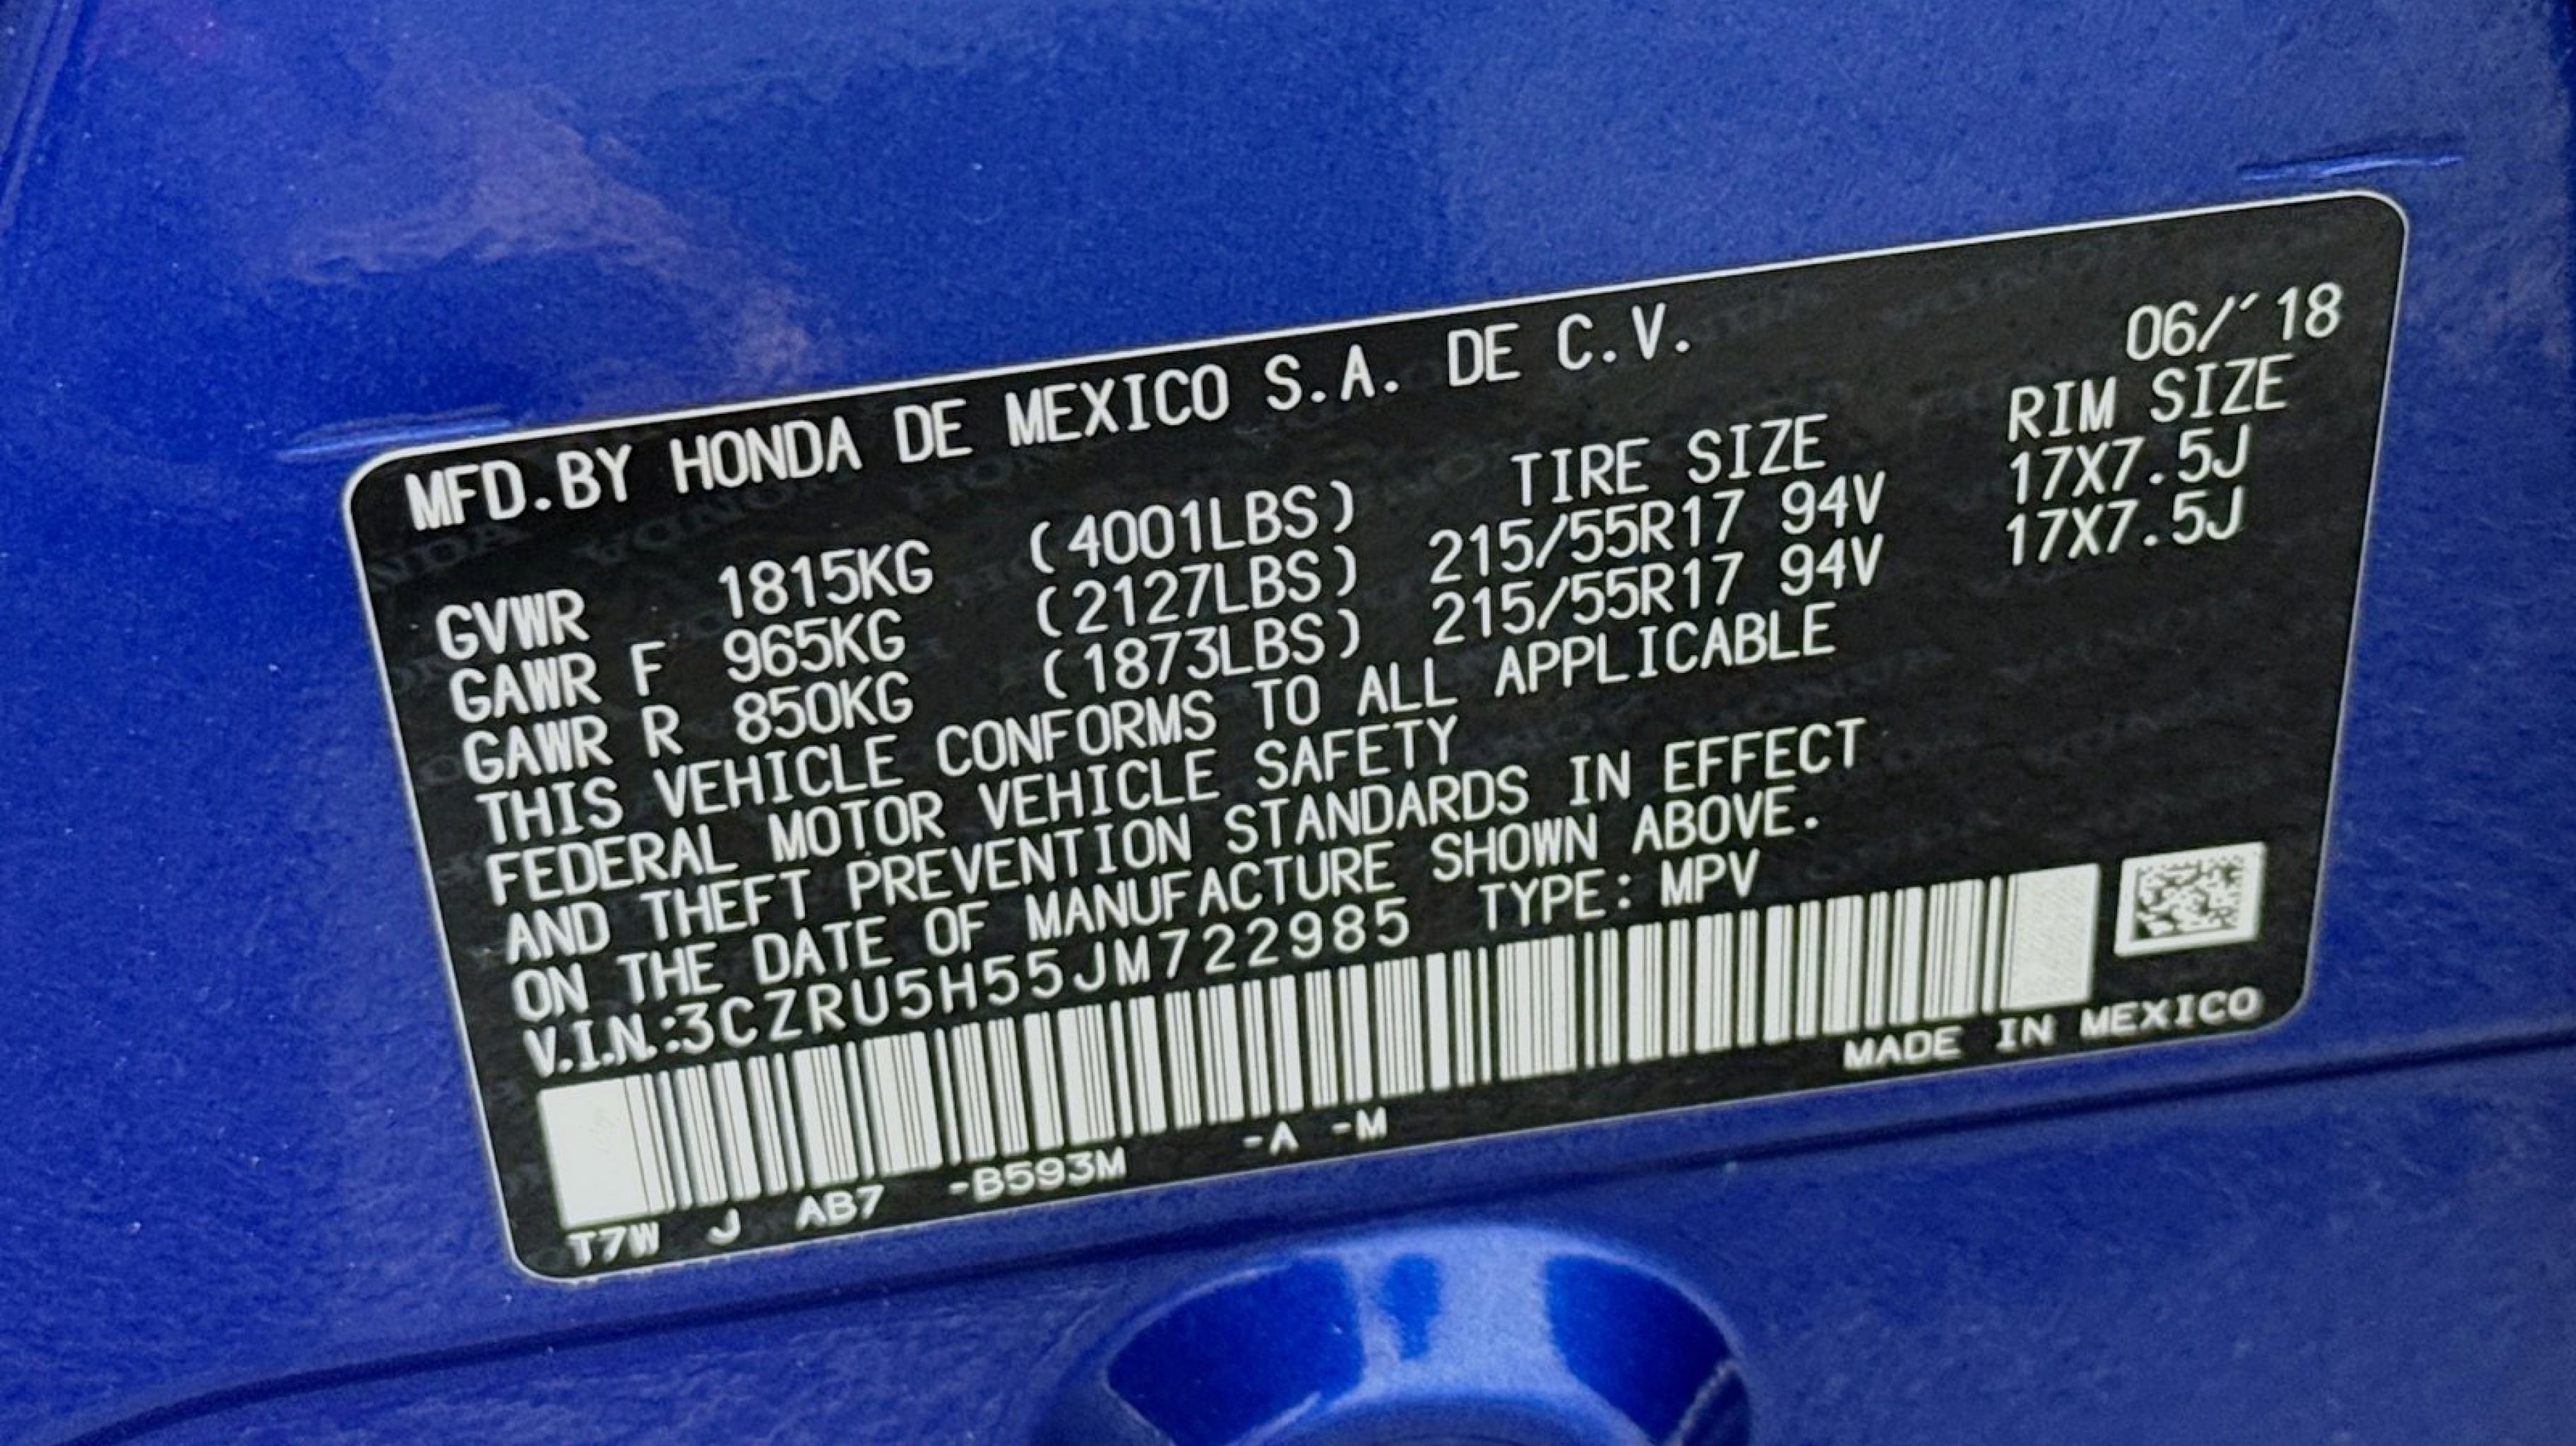 MFD.BY HONDA DE MEXICO S.A. DE C.V.
06/´18
TIRE SIZE RIM SIZE
GVWR 1815KG (4001LBS)
GAWR F 965KG (2127LBS) 215/55R17 94V 17X7.5J
GAWR R 850KG (1873LBS) 215/55R17 94V 17X7.5J
THIS VEHICLE CONFORMS TO ALL APPLICABLE
FEDERAL MOTOR VEHICLE SAFETY
AND THEFT PREVENTION STANDARDS IN EFFECT
ON THE DATE OF MANUFACTURE SHOWN ABOVE.
V.I.N.:3CZRU5H55JM722985 TYPE: MPV
MADE IN MEXICO
T7W J AB7 -B593M -A -M